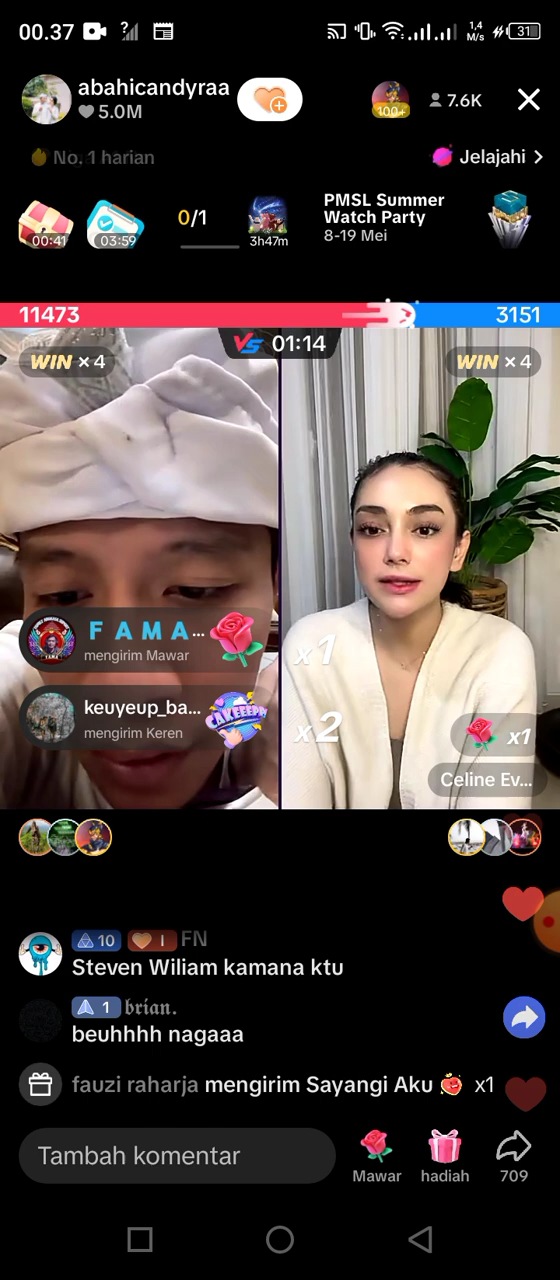 00.37
?
1,4
M/s
31
abahicandyraa
5.0M
100+
7.6K
No. 1 harian
Jelajahi
00:41
03:59
0/1
3h47m
PMSL Summer
Watch Party
8-19 Mei
11473
3151
WIN ×4
VS 01:14
WIN ×4
F A M A...
mengirim Mawar
x1
keuyeup_ba...
mengirim Keren
x2
x1
Celine Ev...
10
I
FN
Steven Wiliam kamana ktu
1
𝔟𝔯𝔦𝔞𝔫.
beuhhhh nagaaa
fauzi raharja mengirim Sayangi Aku x1
Tambah komentar
Mawar
hadiah
709